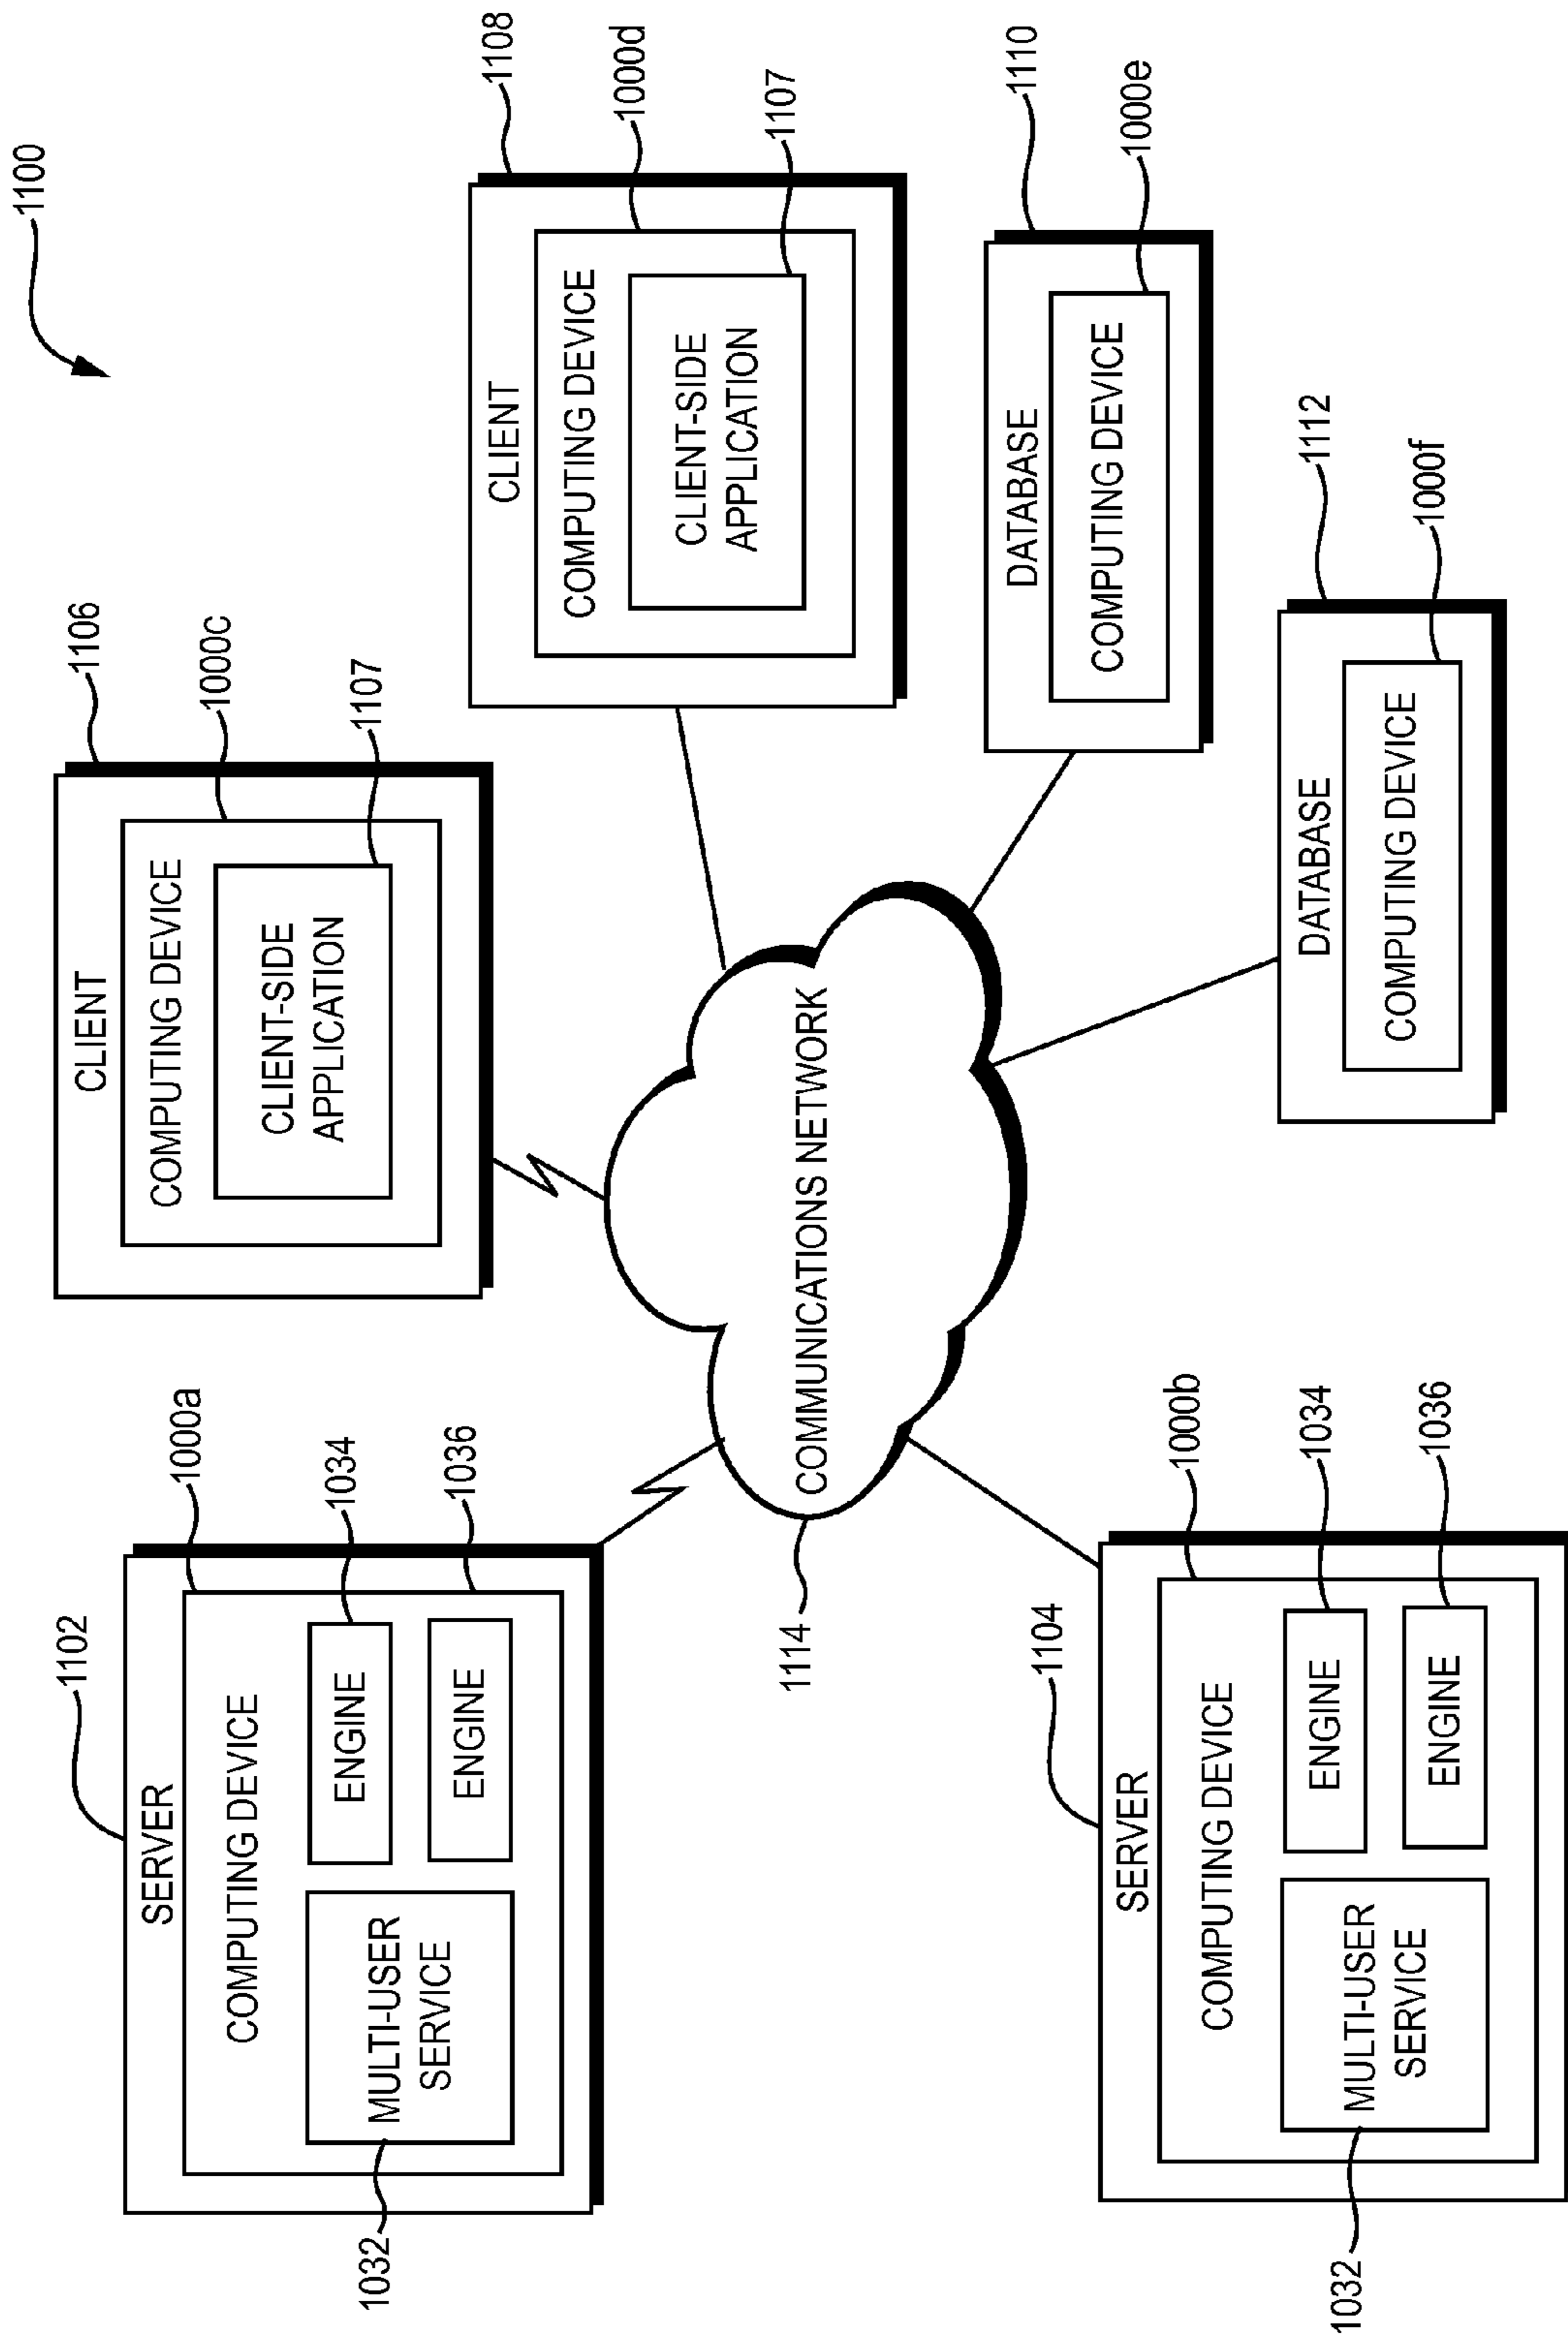 1100
1102
SERVER
COMPUTING DEVICE
1000a
MULTI-USER
SERVICE
1032
ENGINE
1034
ENGINE
1036
CLIENT
1106
COMPUTING DEVICE
1000c
CLIENT-SIDE
APPLICATION
1107
CLIENT
1108
COMPUTING DEVICE
1000d
CLIENT-SIDE
APPLICATION
1107
COMMUNICATIONS NETWORK
1114
1104
SERVER
COMPUTING DEVICE
1000b
MULTI-USER
SERVICE
1032
ENGINE
1034
ENGINE
1036
DATABASE
1110
COMPUTING DEVICE
1000e
DATABASE
1112
COMPUTING DEVICE
1000f